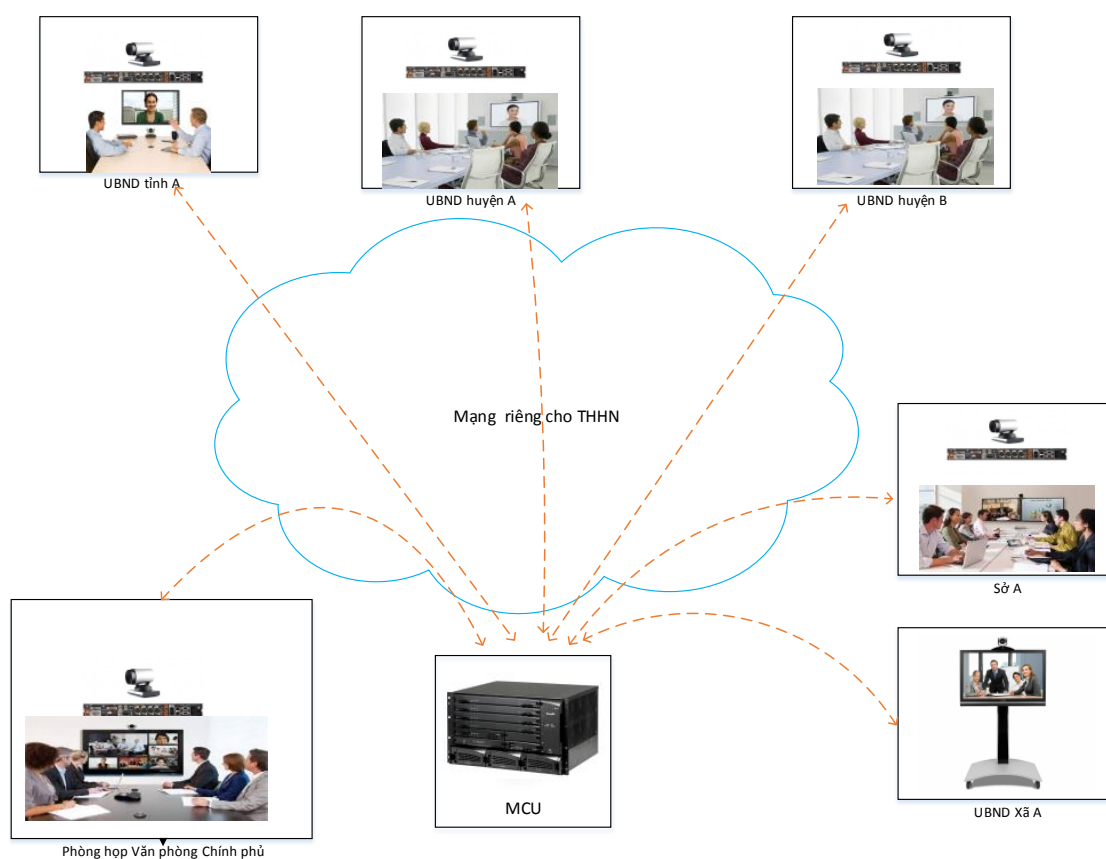 UBND tỉnh A
UBND huyện A
UBND huyện B
Mạng riêng cho THHN
Sở A
MCU
UBND Xã A
Phòng họp Văn phòng Chính phủ